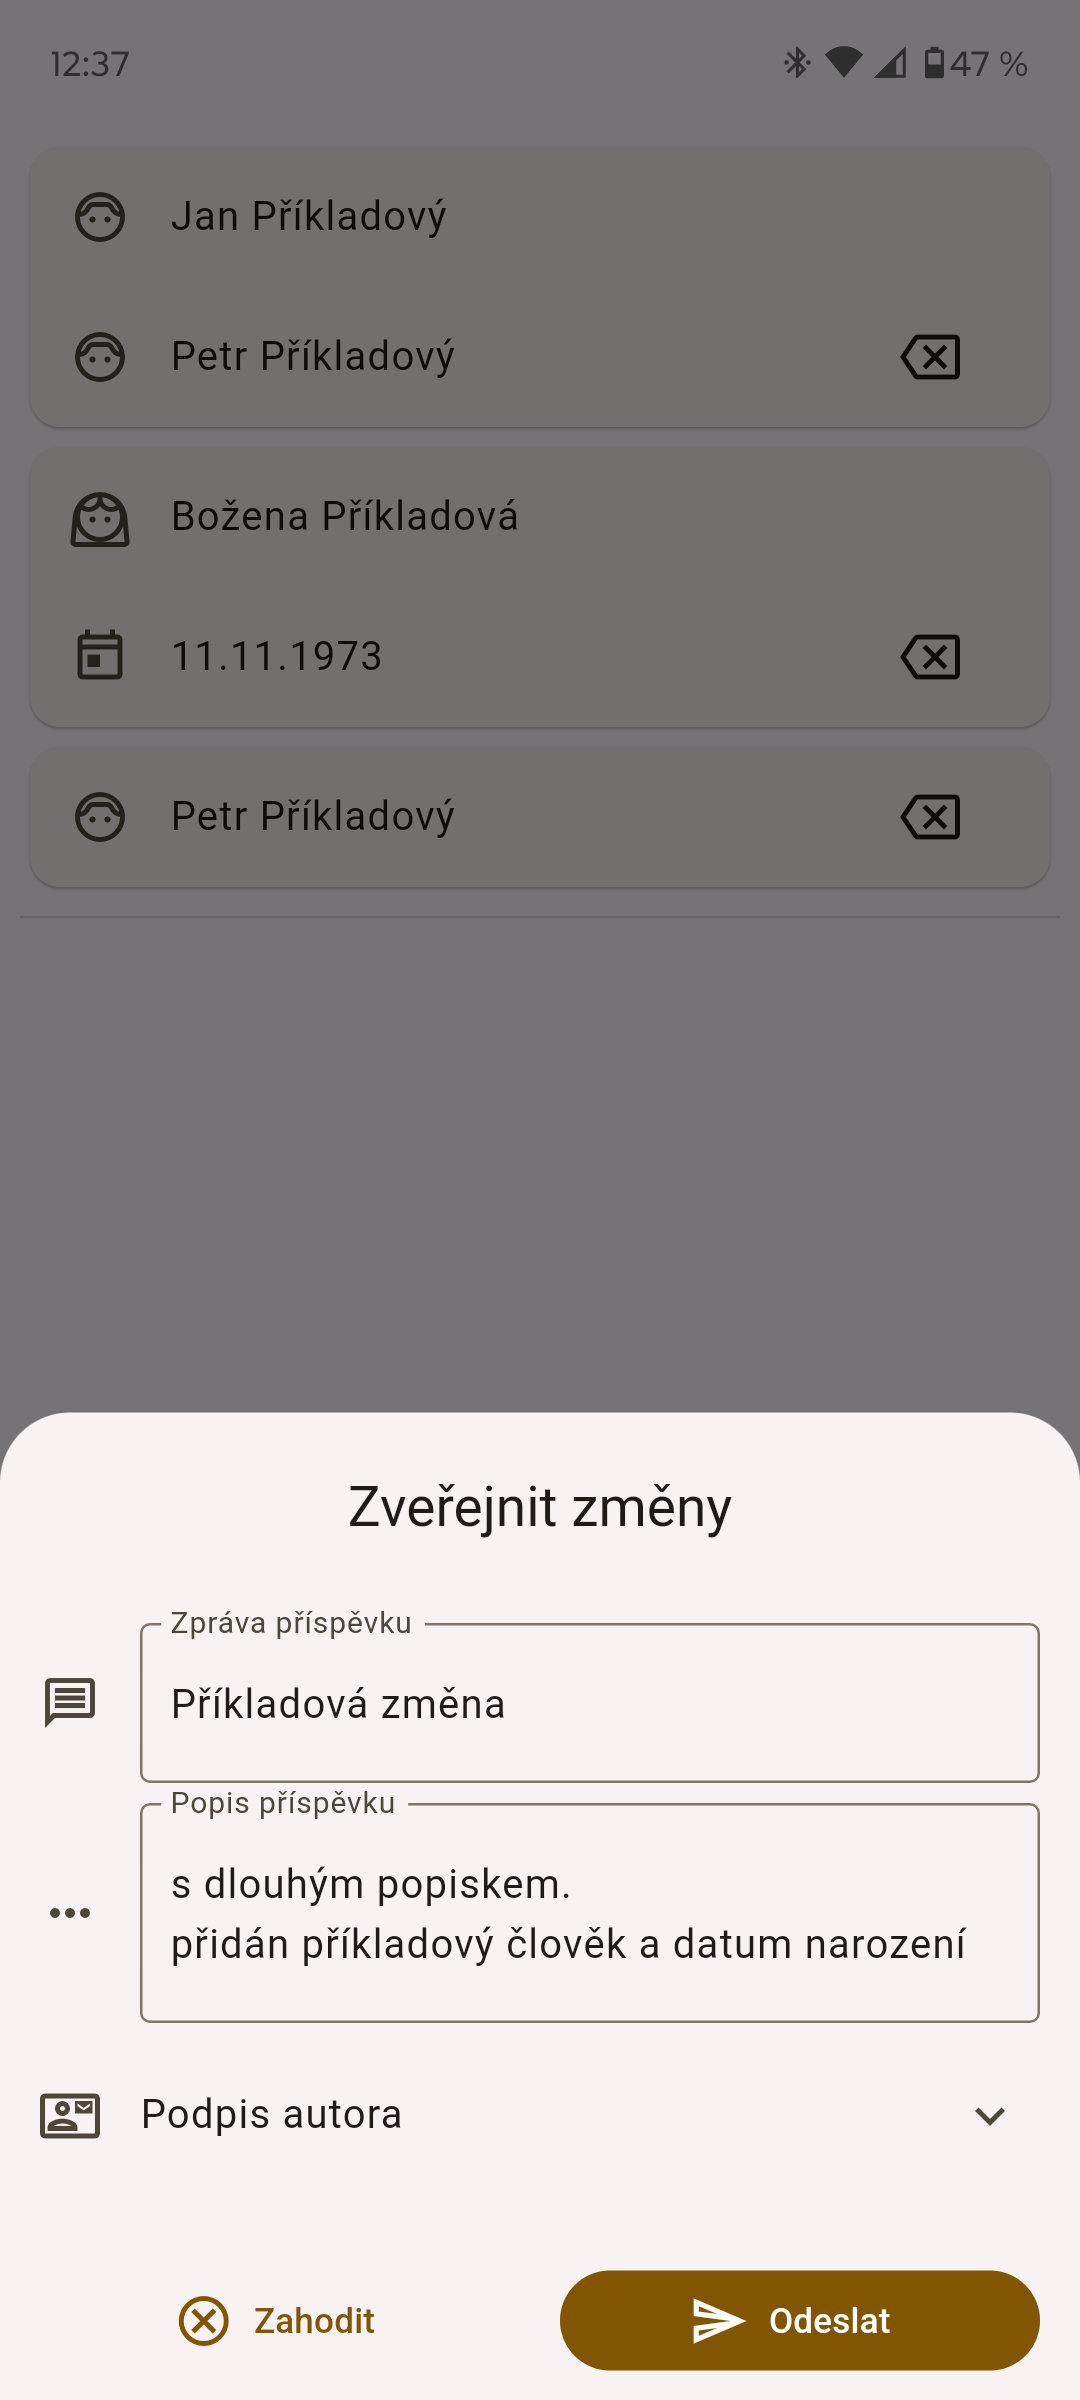 12:37
47 %
Jan Příkladový
Petr Příkladový
Božena Příkladová
11.11.1973
Petr Příkladový
Zveřejnit změny
Zpráva příspěvku
Příkladová změna
Popis příspěvku
s dlouhým popiskem.
přidán příkladový člověk a datum narození
Podpis autora
Zahodit
Odeslat